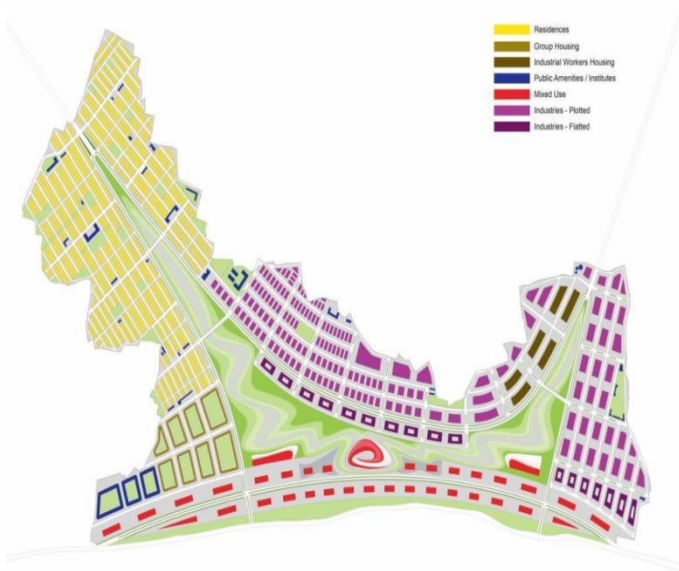 Residences
Group Housing
Industrial Workers Housing
Public Amenities / Institutes
Mixed Use
Industries - Plotted
Industries - Flatted